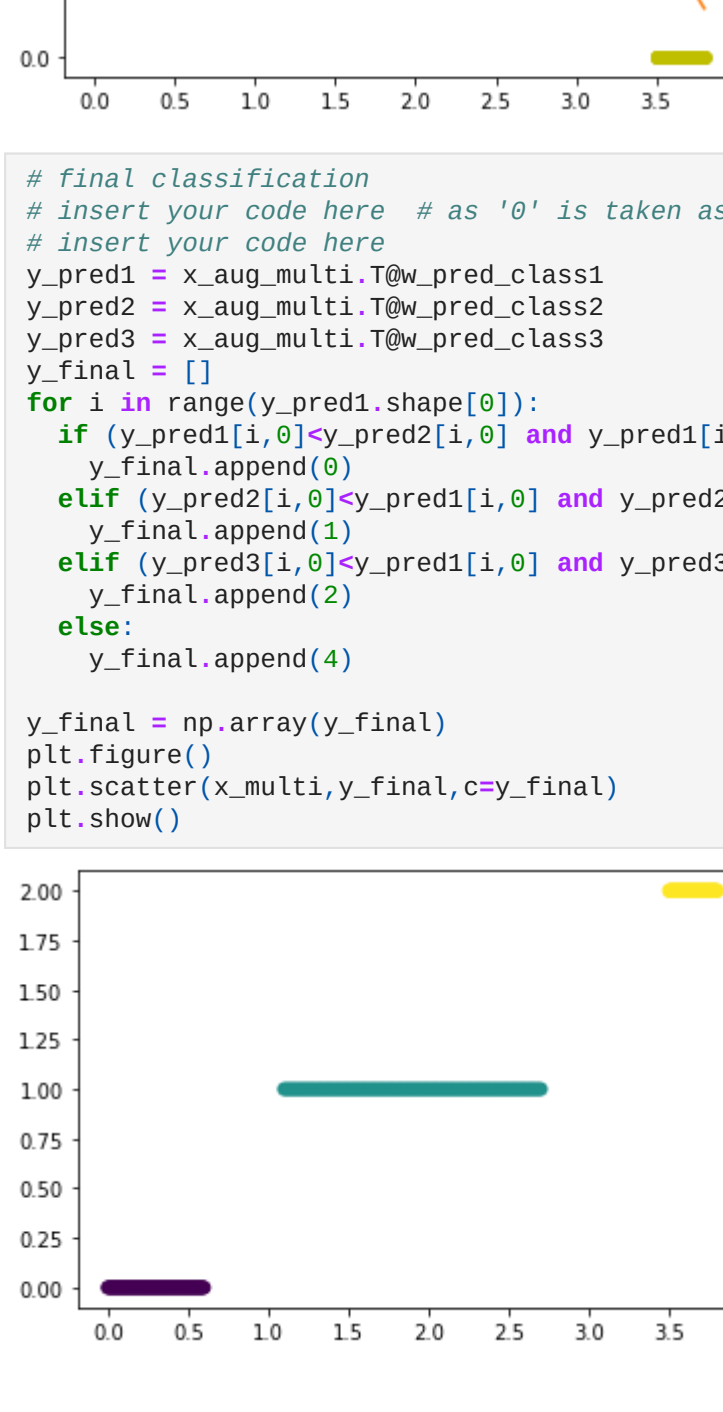 0.0
0.0 0.5 1.0 1.5 2.0 2.5 3.0 3.5
# final classification
# insert your code here  # as '0' is taken as
# insert your code here
y_pred1 = x_aug_multi.T@w_pred_class1
y_pred2 = x_aug_multi.T@w_pred_class2
y_pred3 = x_aug_multi.T@w_pred_class3
y_final = []
for i in range(y_pred1.shape[0]):
  if (y_pred1[i,0]<y_pred2[i,0] and y_pred1[i
    y_final.append(0)
  elif (y_pred2[i,0]<y_pred1[i,0] and y_pred2
    y_final.append(1)
  elif (y_pred3[i,0]<y_pred1[i,0] and y_pred3
    y_final.append(2)
  else:
    y_final.append(4)
y_final = np.array(y_final)
plt.figure()
plt.scatter(x_multi,y_final,c=y_final)
plt.show()
2.00
1.75
1.50
1.25
1.00
0.75
0.50
0.25
0.00
0.0 0.5 1.0 1.5 2.0 2.5 3.0 3.5